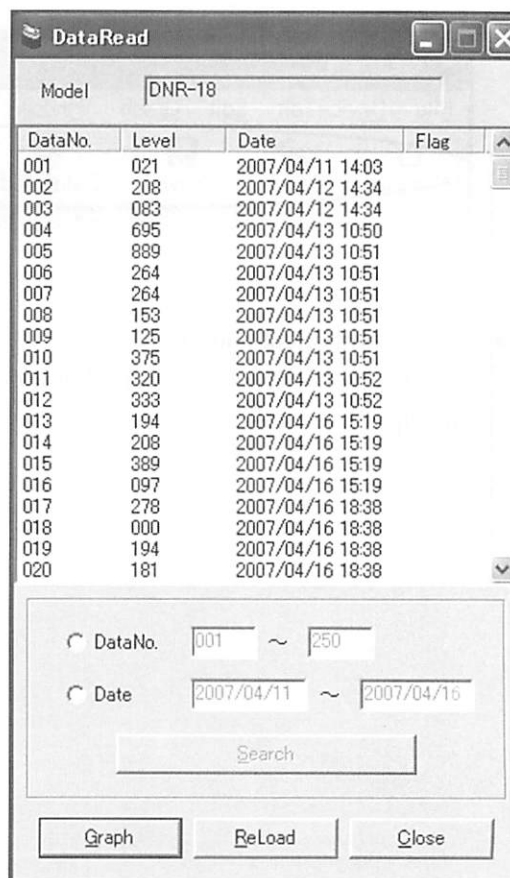 DataRead
Model DNR-18
DataNo. Level Date Flag
001 021 2007/04/11 14:03
002 208 2007/04/12 14:34
003 083 2007/04/12 14:34
004 695 2007/04/13 10:50
005 889 2007/04/13 10:51
006 264 2007/04/13 10:51
007 264 2007/04/13 10:51
008 153 2007/04/13 10:51
009 125 2007/04/13 10:51
010 375 2007/04/13 10:51
011 320 2007/04/13 10:52
012 333 2007/04/13 10:52
013 194 2007/04/16 15:19
014 208 2007/04/16 15:19
015 389 2007/04/16 15:19
016 097 2007/04/16 15:19
017 278 2007/04/16 18:38
018 000 2007/04/16 18:38
019 194 2007/04/16 18:38
020 181 2007/04/16 18:38
DataNo. 001 ~ 250
Date 2007/04/11 ~ 2007/04/16
Search
Graph ReLoad Close